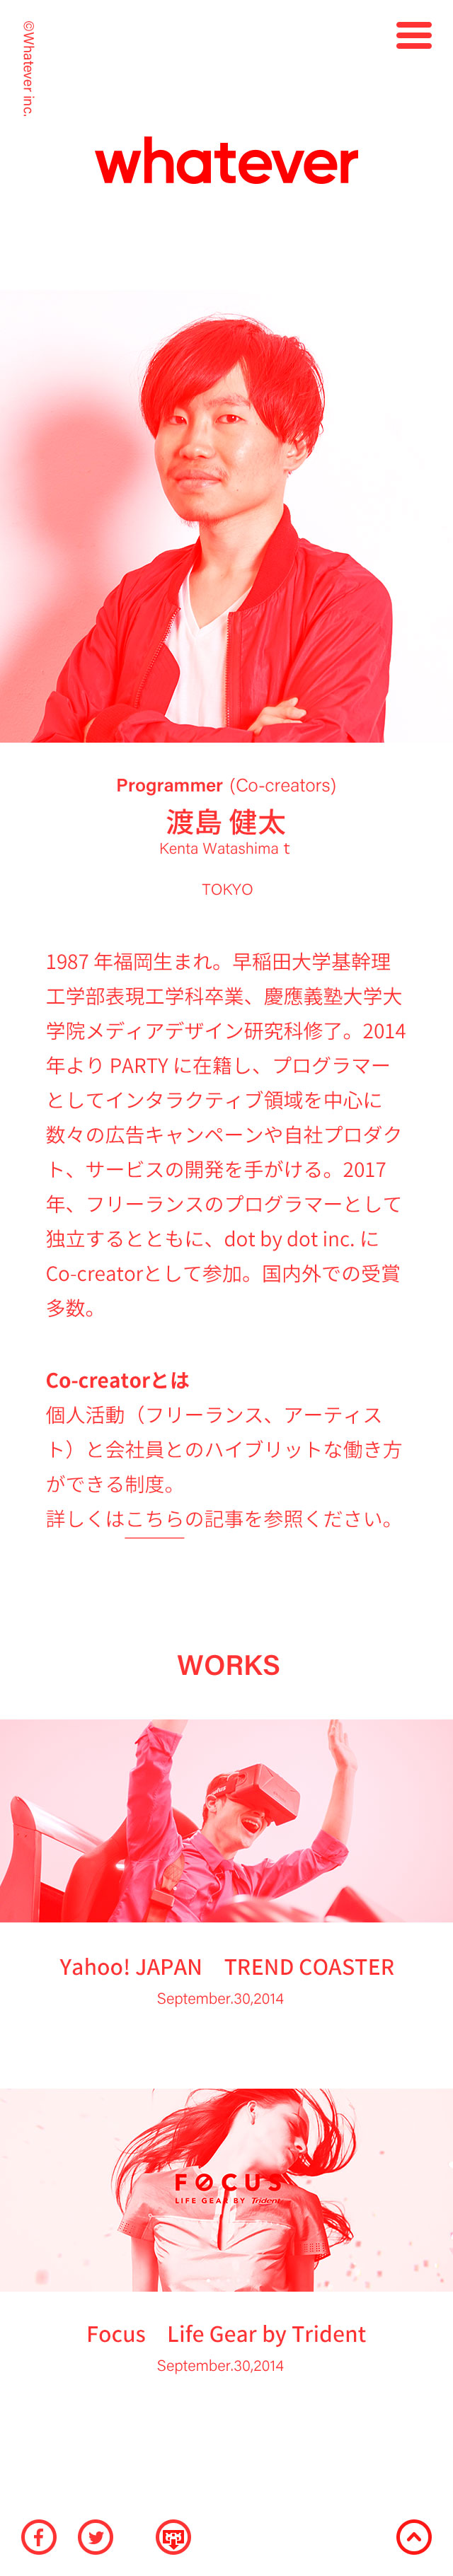 ©Whatever inc.
whatever
Programmer (Co-creators)
渡島 健太
Kenta Watashima t
TOKYO
1987 年福岡生まれ。早稲田大学基幹理
工学部表現工学科卒業、慶應義塾大学大
学院メディアデザイン研究科修了。2014
年より PARTY に在籍し、プログラマー
としてインタラクティブ領域を中心に
数々の広告キャンペーンや自社プロダク
ト、サービスの開発を手がける。2017
年、フリーランスのプログラマーとして
独立するとともに、dot by dot inc. に
Co-creatorとして参加。国内外での受賞
多数。
Co-creatorとは
個人活動（フリーランス、アーティス
ト）と会社員とのハイブリットな働き方
ができる制度。
詳しくはこちらの記事を参照ください。
WORKS
Yahoo! JAPAN　TREND COASTER
September.30,2014
FOCUS
LIFE GEAR BY Trident
Focus　Life Gear by Trident
September.30,2014